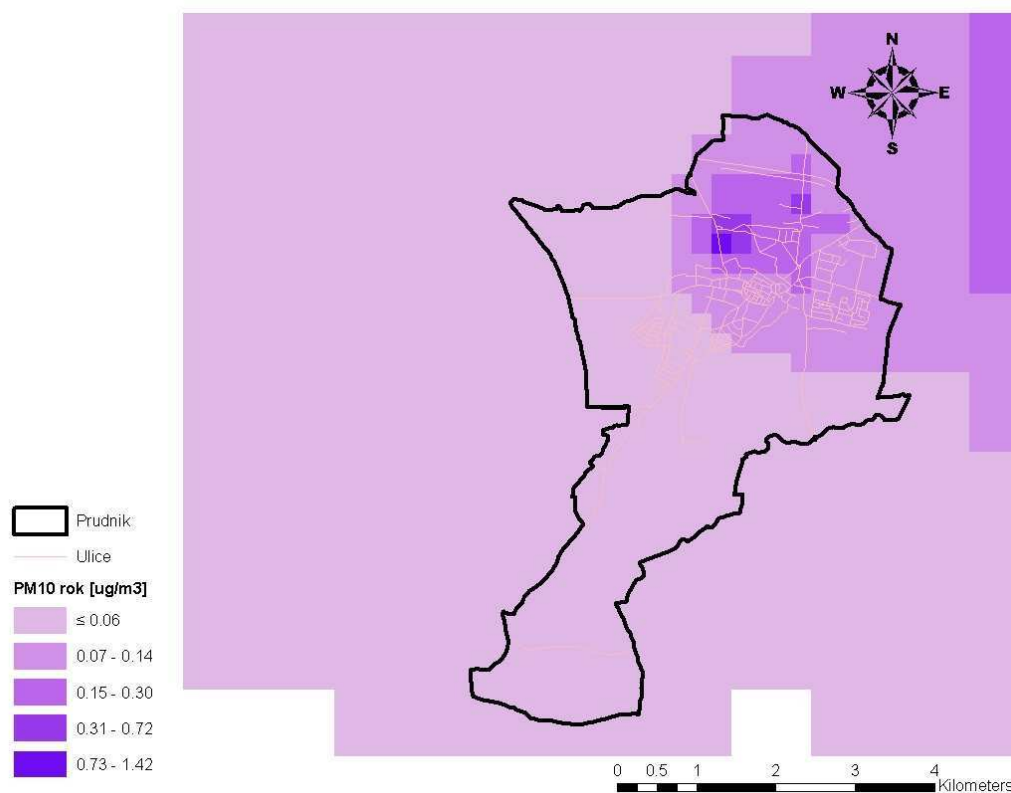 N
W E
S
Prudnik
Ulice
PM10 rok [ug/m3]
≤ 0.06
0.07 - 0.14
0.15 - 0.30
0.31 - 0.72
0.73 - 1.42
0 0.5 1 2 3 4
Kilometers